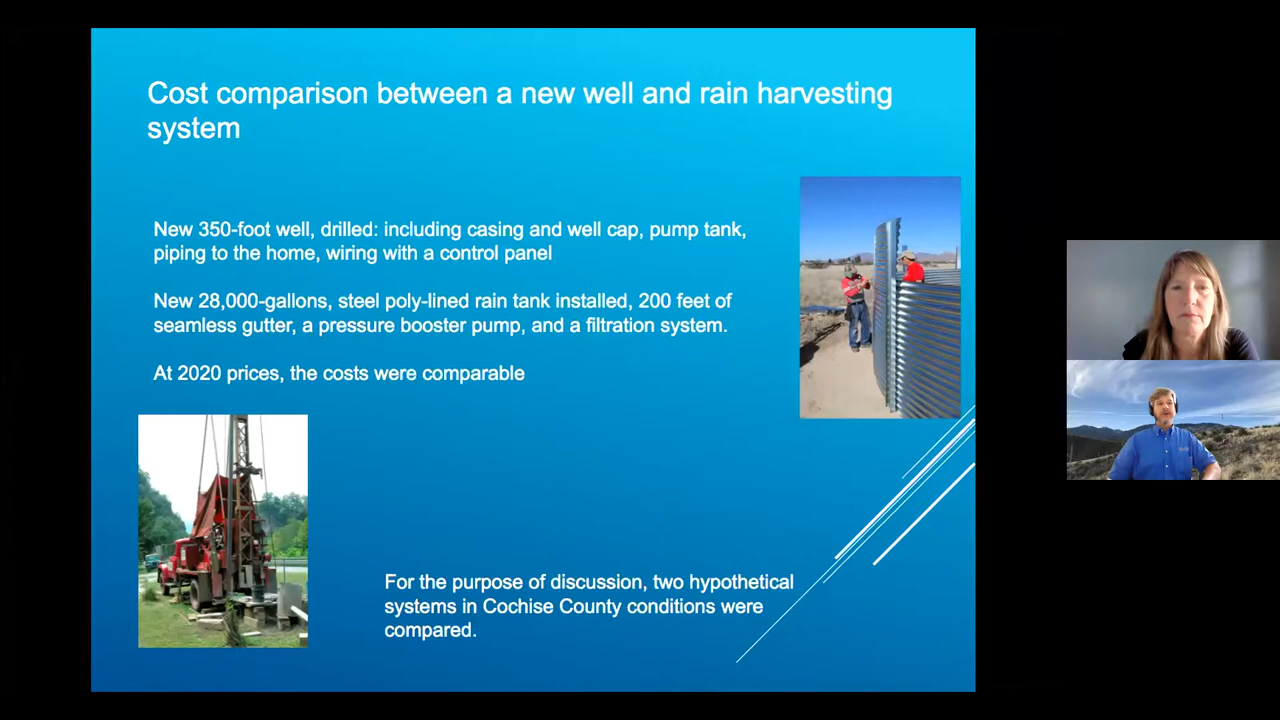 Cost comparison between a new well and rain harvesting
system
New 350-foot well, drilled: including casing and well cap, pump tank,
piping to the home, wiring with a control panel
New 28,000-gallons, steel poly-lined rain tank installed, 200 feet of
seamless gutter, a pressure booster pump, and a filtration system.
At 2020 prices, the costs were comparable
For the purpose of discussion, two hypothetical
systems in Cochise County conditions were
compared.